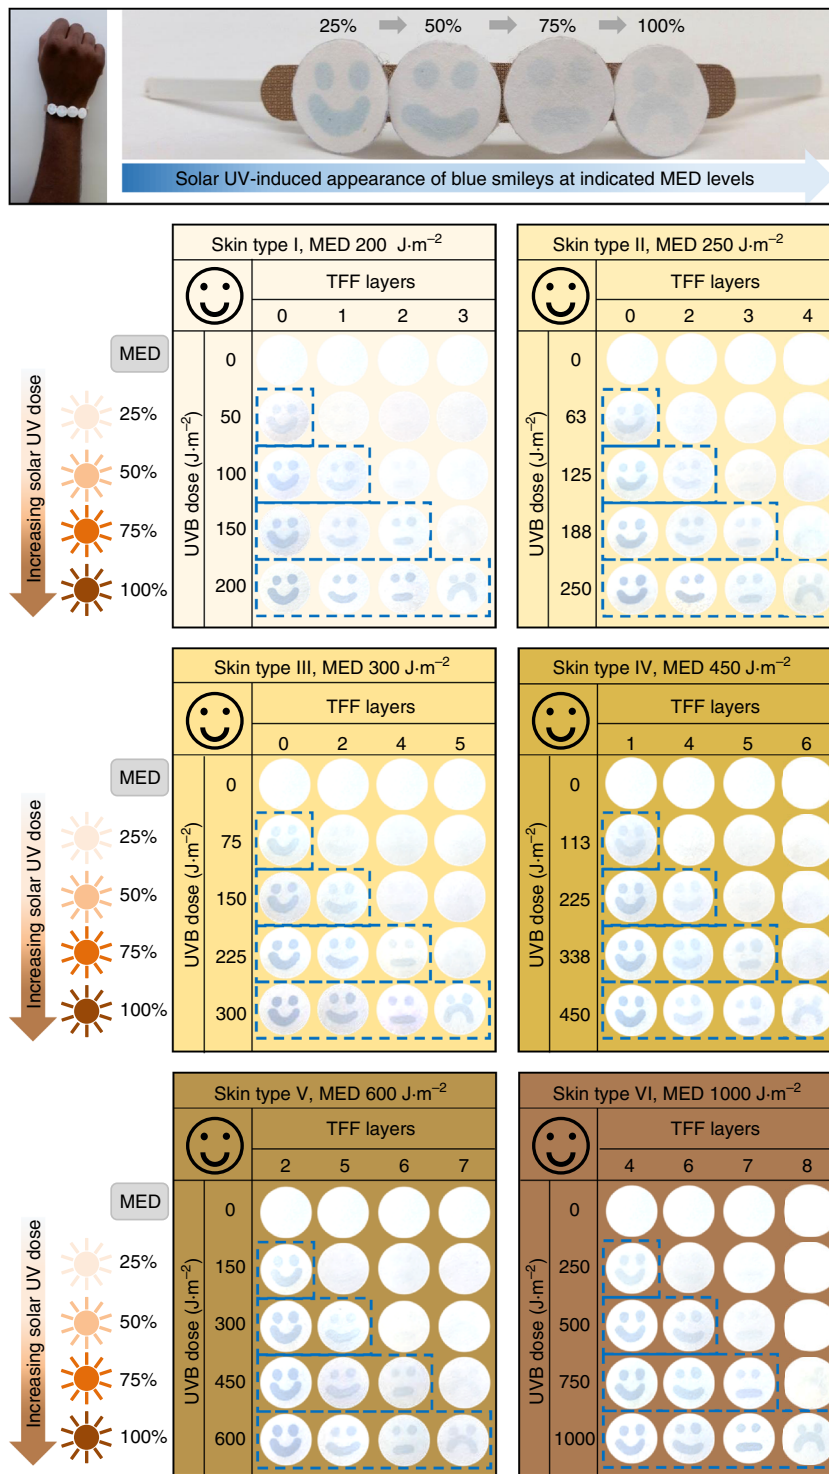 25% 50% 75% 100%
Solar UV-induced appearance of blue smileys at indicated MED levels
Skin type I, MED 200 J·m⁻²
TFF layers
0 1 2 3
MED
Increasing solar UV dose
25%
50%
75%
100%
UVB dose (J·m⁻²)
0
50
100
150
200
Skin type II, MED 250 J·m⁻²
TFF layers
0 2 3 4
UVB dose (J·m⁻²)
0
63
125
188
250
Skin type III, MED 300 J·m⁻²
TFF layers
0 2 4 5
MED
Increasing solar UV dose
25%
50%
75%
100%
UVB dose (J·m⁻²)
0
75
150
225
300
Skin type IV, MED 450 J·m⁻²
TFF layers
1 4 5 6
UVB dose (J·m⁻²)
0
113
225
338
450
Skin type V, MED 600 J·m⁻²
TFF layers
2 5 6 7
MED
Increasing solar UV dose
25%
50%
75%
100%
UVB dose (J·m⁻²)
0
150
300
450
600
Skin type VI, MED 1000 J·m⁻²
TFF layers
4 6 7 8
UVB dose (J·m⁻²)
0
250
500
750
1000